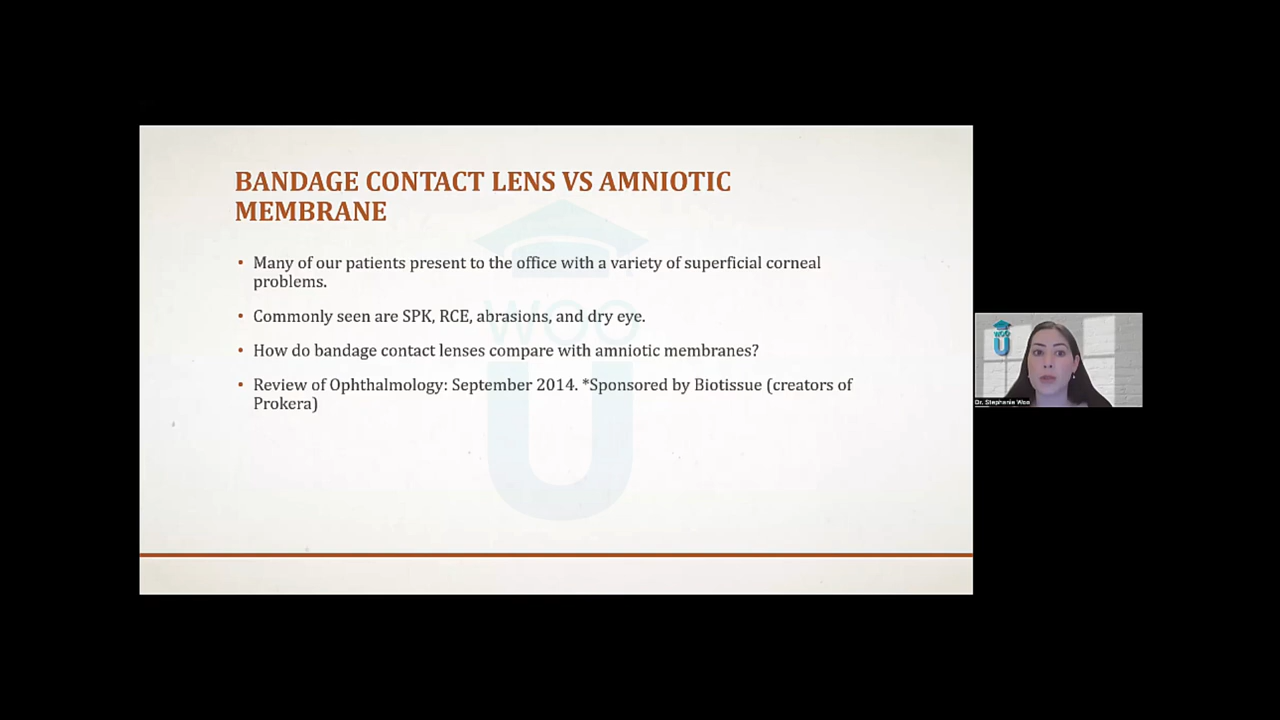 BANDAGE CONTACT LENS VS AMNIOTIC
MEMBRANE
• Many of our patients present to the office with a variety of superficial corneal
problems.
• Commonly seen are SPK, RCE, abrasions, and dry eye.
• How do bandage contact lenses compare with amniotic membranes?
• Review of Ophthalmology: September 2014. *Sponsored by Biotissue (creators of
Prokera)
WOO
U
WOO
U
Dr. Stephanie Woo